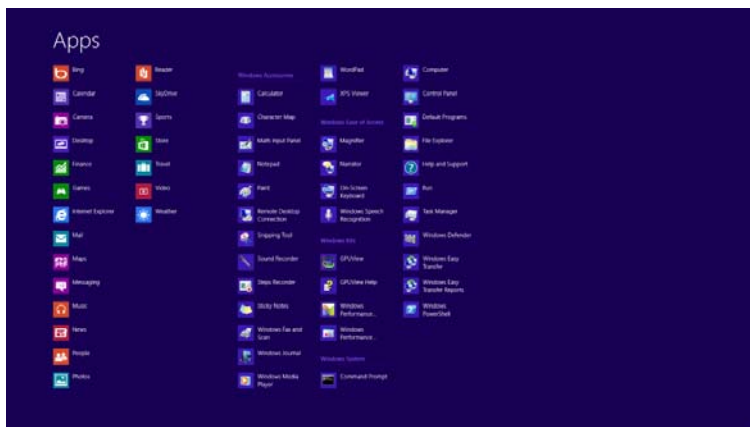 Apps
Bing
Calendar
Camera
Desktop
Finance
Games
Internet Explorer
Mail
Maps
Messaging
Music
News
People
Photos
Reader
SkyDrive
Sports
Store
Travel
Video
Weather
Windows Accessories
Calculator
Character Map
Math Input Panel
Notepad
Paint
Remote Desktop
Connection
Snipping Tool
Sound Recorder
Steps Recorder
Sticky Notes
Windows Fax and
Scan
Windows Journal
Windows Media
Player
WordPad
XPS Viewer
Windows Ease of Access
Magnifier
Narrator
On-Screen
Keyboard
Windows Speech
Recognition
Windows Kits
GPUView
GPUView Help
Windows
Performance...
Windows
Performance...
Windows System
Command Prompt
Computer
Control Panel
Default Programs
File Explorer
Help and Support
Run
Task Manager
Windows Defender
Windows Easy
Transfer
Windows Easy
Transfer Reports
Windows
PowerShell